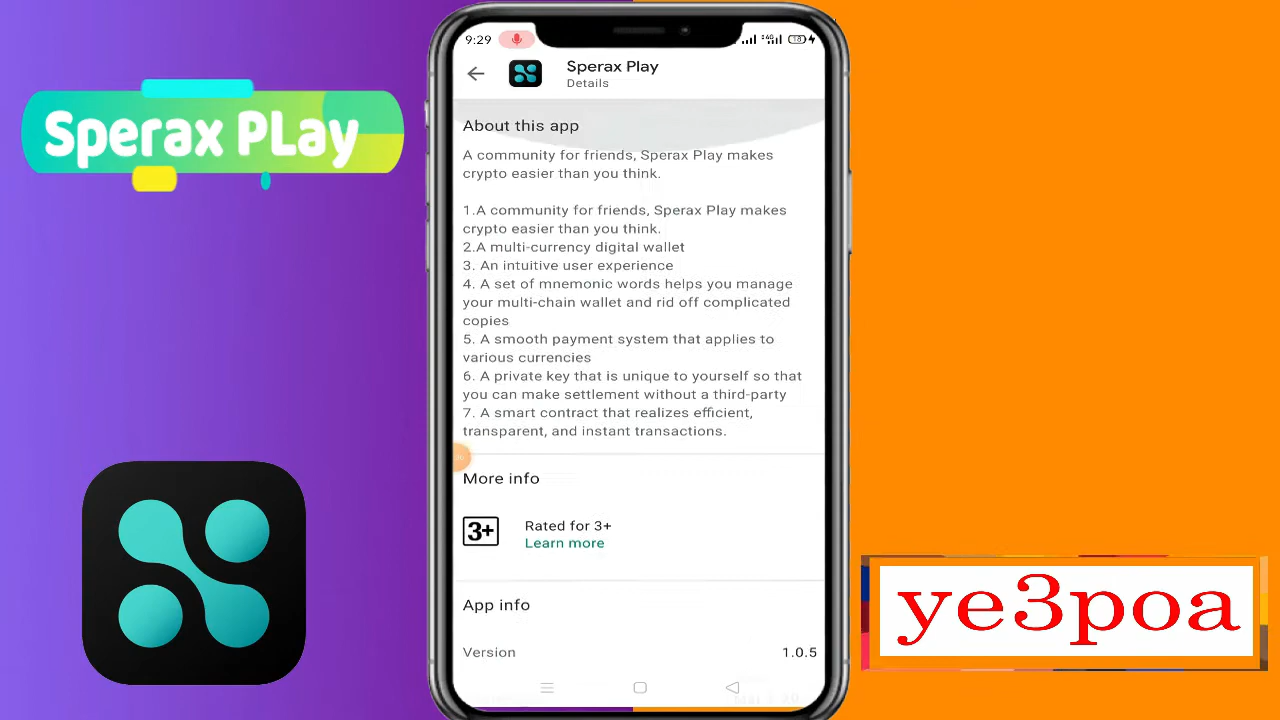 Sperax PLay
9:29
4G
18
Sperax Play
Details
About this app
A community for friends, Sperax Play makes
crypto easier than you think.
1.A community for friends, Sperax Play makes
crypto easier than you think.
2.A multi-currency digital wallet
3. An intuitive user experience
4. A set of mnemonic words helps you manage
your multi-chain wallet and rid off complicated
copies
5. A smooth payment system that applies to
various currencies
6. A private key that is unique to yourself so that
you can make settlement without a third-party
7. A smart contract that realizes efficient,
transparent, and instant transactions.
More info
3+
Rated for 3+
Learn more
App info
Version 1.0.5
ye3poa